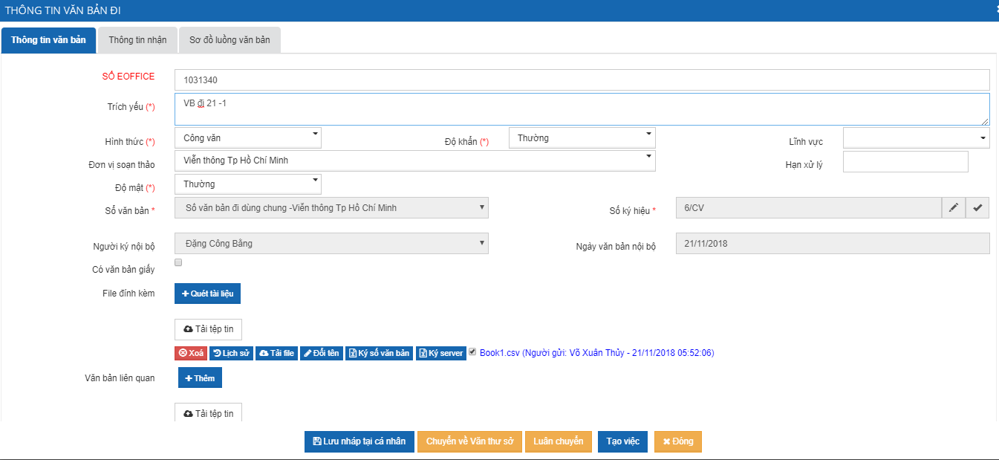 THÔNG TIN VĂN BẢN ĐI
Thông tin văn bản Thông tin nhận Sơ đồ luồng văn bản
SỐ EOFFICE 1031340
Trích yếu (*) VB đi 21 -1
Hình thức (*) Công văn Độ khẩn (*) Thường Lĩnh vực
Đơn vị soạn thảo Viễn thông Tp Hồ Chí Minh Hạn xử lý
Độ mật (*) Thường
Sổ văn bản * Sổ văn bản đi dùng chung -Viễn thông Tp Hồ Chí Minh Số ký hiệu * 6/CV
Người ký nội bộ Đặng Công Bằng Ngày văn bản nội bộ 21/11/2018
Có văn bản giấy
File đính kèm Quét tài liệu
Tải tệp tin
Xoá Lịch sử Tải file Đổi tên Ký số văn bản Ký server Book1.csv (Người gửi: Võ Xuân Thủy - 21/11/2018 05:52:06)
Văn bản liên quan Thêm
Tải tệp tin
Lưu nháp tại cá nhân Chuyển về Văn thư sở Luân chuyển Tạo việc Đóng